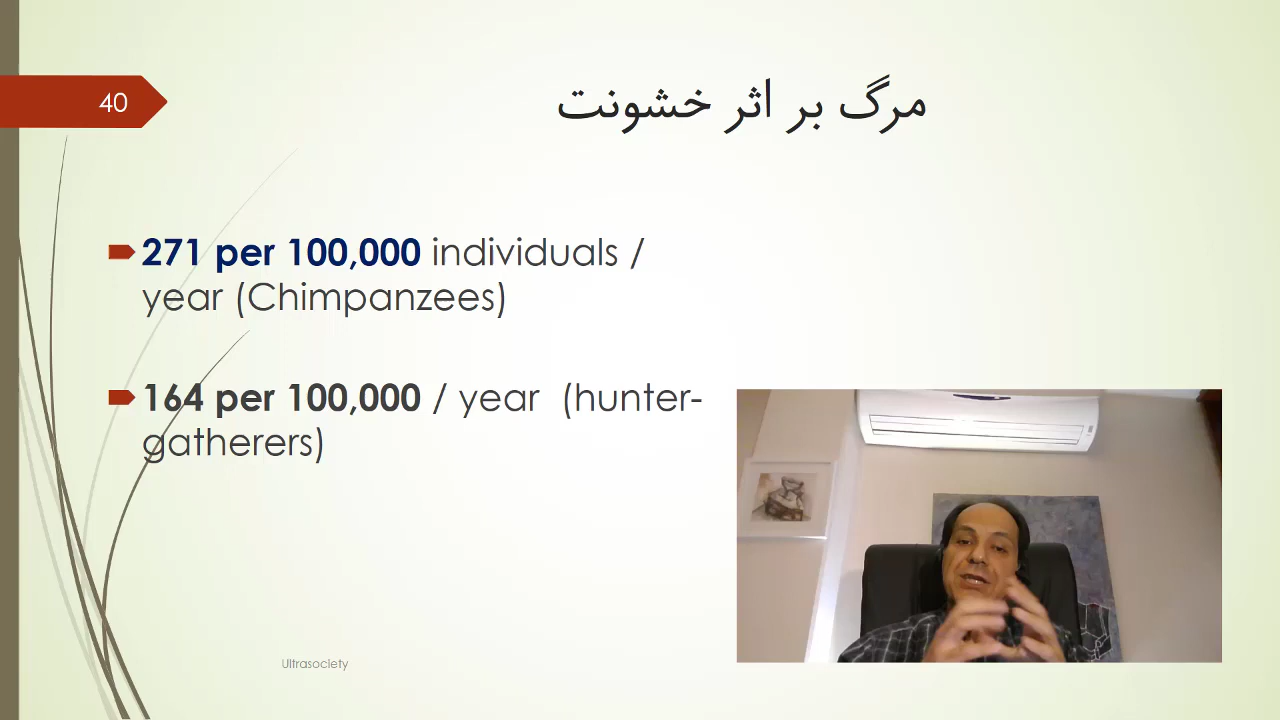 40
مرگ بر اثر خشونت
271 per 100,000 individuals /
year (Chimpanzees)
164 per 100,000 / year (hunter-
gatherers)
Ultrasociety